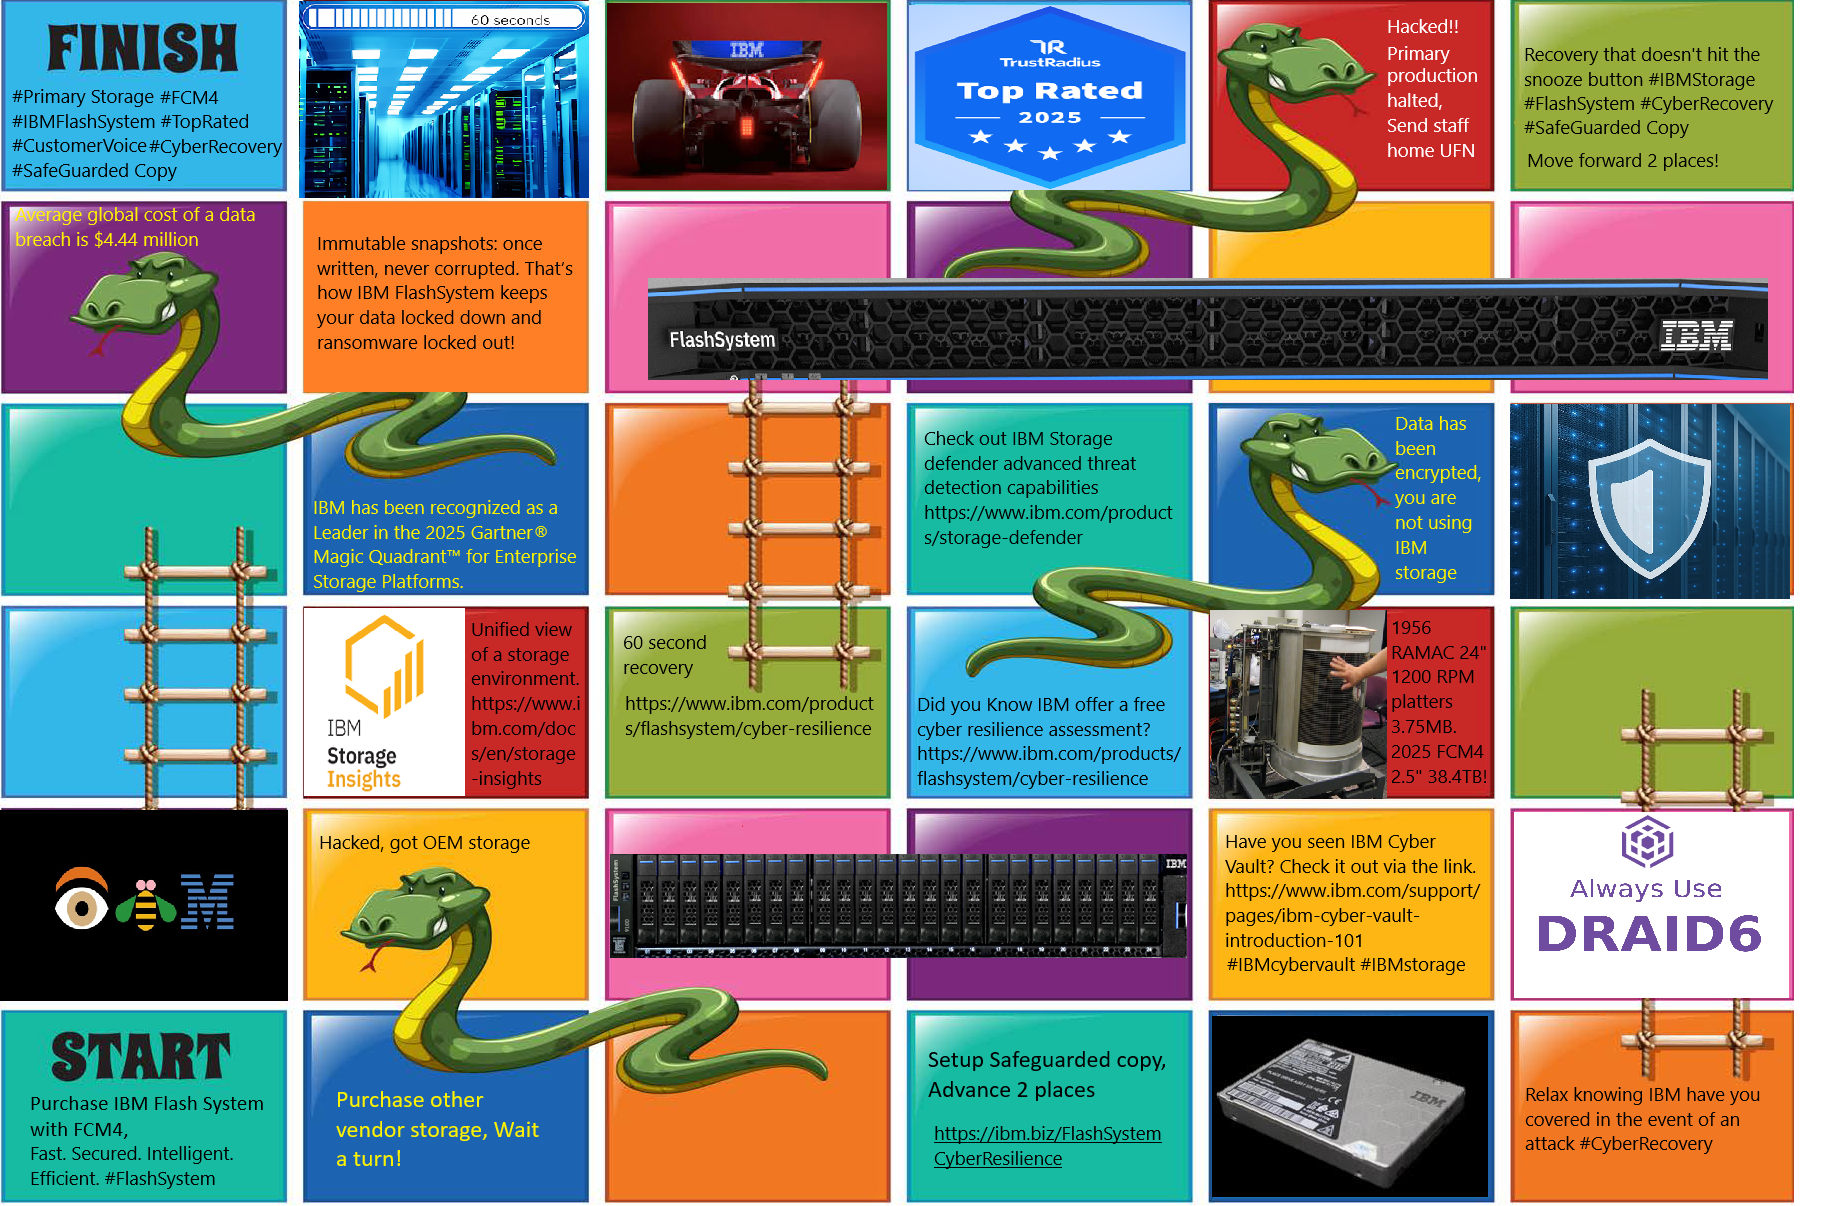 FINISH
#Primary Storage #FCM4
#IBMFlashSystem #TopRated
#CustomerVoice #CyberRecovery
#SafeGuarded Copy
60 seconds
IBM
TR
TrustRadius
Top Rated
2025
Hacked!!
Primary
production
halted,
Send staff
home UFN
Recovery that doesn't hit the
snooze button #IBMStorage
#FlashSystem #CyberRecovery
#SafeGuarded Copy
Move forward 2 places!
Average global cost of a data
breach is $4.44 million
Immutable snapshots: once
written, never corrupted. That's
how IBM FlashSystem keeps
your data locked down and
ransomware locked out!
FlashSystem
IBM
IBM has been recognized as a
Leader in the 2025 Gartner®
Magic Quadrant™ for Enterprise
Storage Platforms.
Check out IBM Storage
defender advanced threat
detection capabilities
https://www.ibm.com/product
s/storage-defender
Data has
been
encrypted,
you are
not using
IBM
storage
IBM
Storage
Insights
Unified view
of a storage
environment.
https://www.i
bm.com/doc
s/en/storage
-insights
60 second
recovery
https://www.ibm.com/product
s/flashsystem/cyber-resilience
Did you Know IBM offer a free
cyber resilience assessment?
https://www.ibm.com/products/
flashsystem/cyber-resilience
1956
RAMAC 24"
1200 RPM
platters
3.75MB.
2025 FCM4
2.5" 38.4TB!
M
Hacked, got OEM storage
FlashSystem
IBM
Have you seen IBM Cyber
Vault? Check it out via the link.
https://www.ibm.com/support/
pages/ibm-cyber-vault-
introduction-101
#IBMcybervault #IBMstorage
Always Use
DRAID6
START
Purchase IBM Flash System
with FCM4,
Fast. Secured. Intelligent.
Efficient. #FlashSystem
Purchase other
vendor storage, Wait
a turn!
Setup Safeguarded copy,
Advance 2 places
https://ibm.biz/FlashSystem
CyberResilience
IBM
Relax knowing IBM have you
covered in the event of an
attack #CyberRecovery